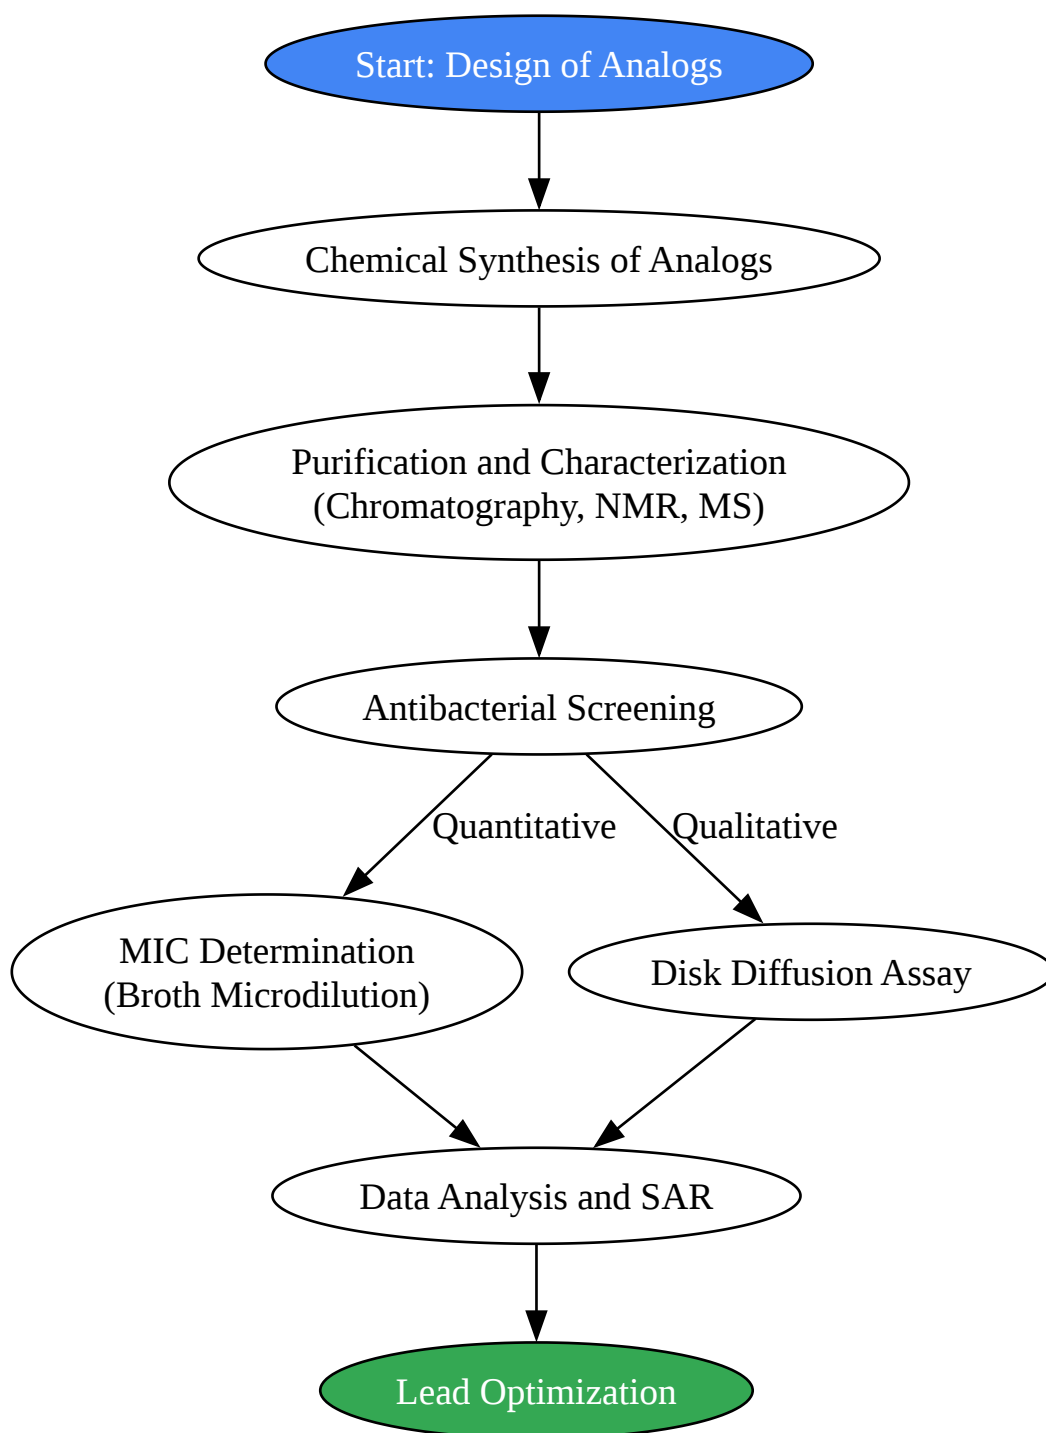 Start: Design of Analogs
Chemical Synthesis of Analogs
Purification and Characterization
(Chromatography, NMR, MS)
Antibacterial Screening
Quantitative
Qualitative
MIC Determination
(Broth Microdilution)
Disk Diffusion Assay
Data Analysis and SAR
Lead Optimization